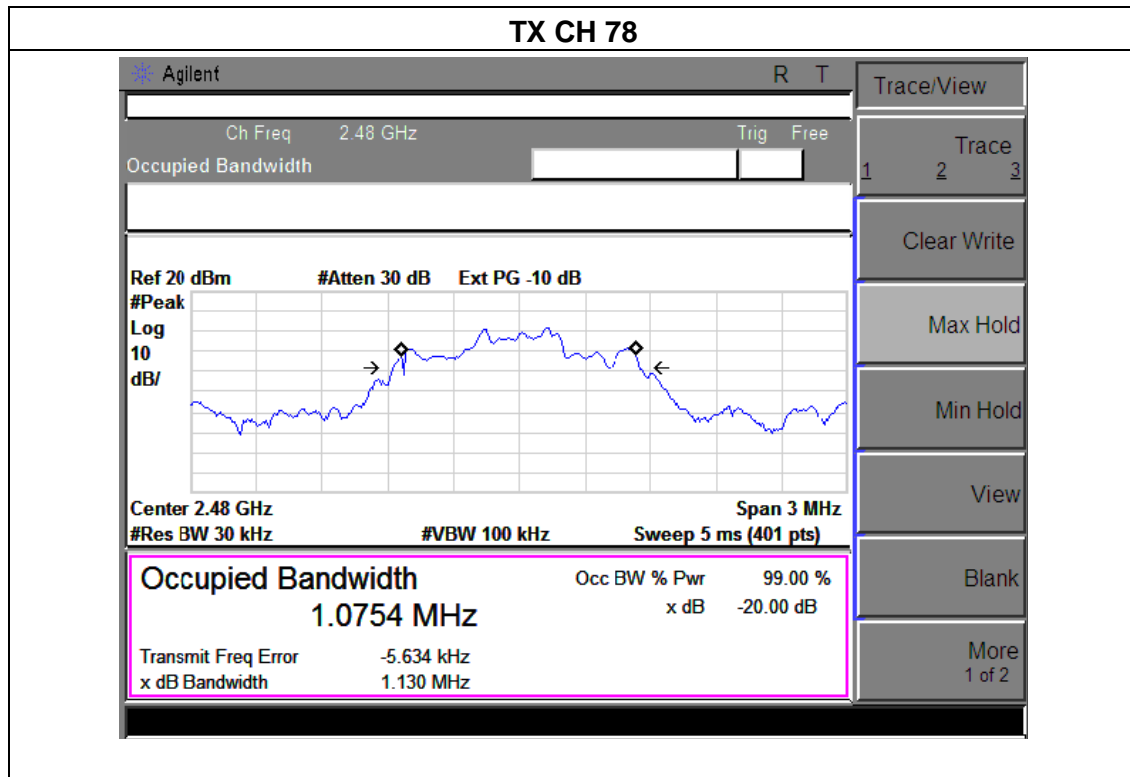 TX CH 78
Agilent R T
Ch Freq 2.48 GHz Trig Free
Occupied Bandwidth
Ref 20 dBm #Atten 30 dB Ext PG -10 dB
#Peak
Log
10
dB/
Center 2.48 GHz Span 3 MHz
#Res BW 30 kHz #VBW 100 kHz Sweep 5 ms (401 pts)
Occupied Bandwidth Occ BW % Pwr 99.00 %
1.0754 MHz x dB -20.00 dB
Transmit Freq Error -5.634 kHz
x dB Bandwidth 1.130 MHz
Trace/View
Trace
1 2 3
Clear Write
Max Hold
Min Hold
View
Blank
More
1 of 2